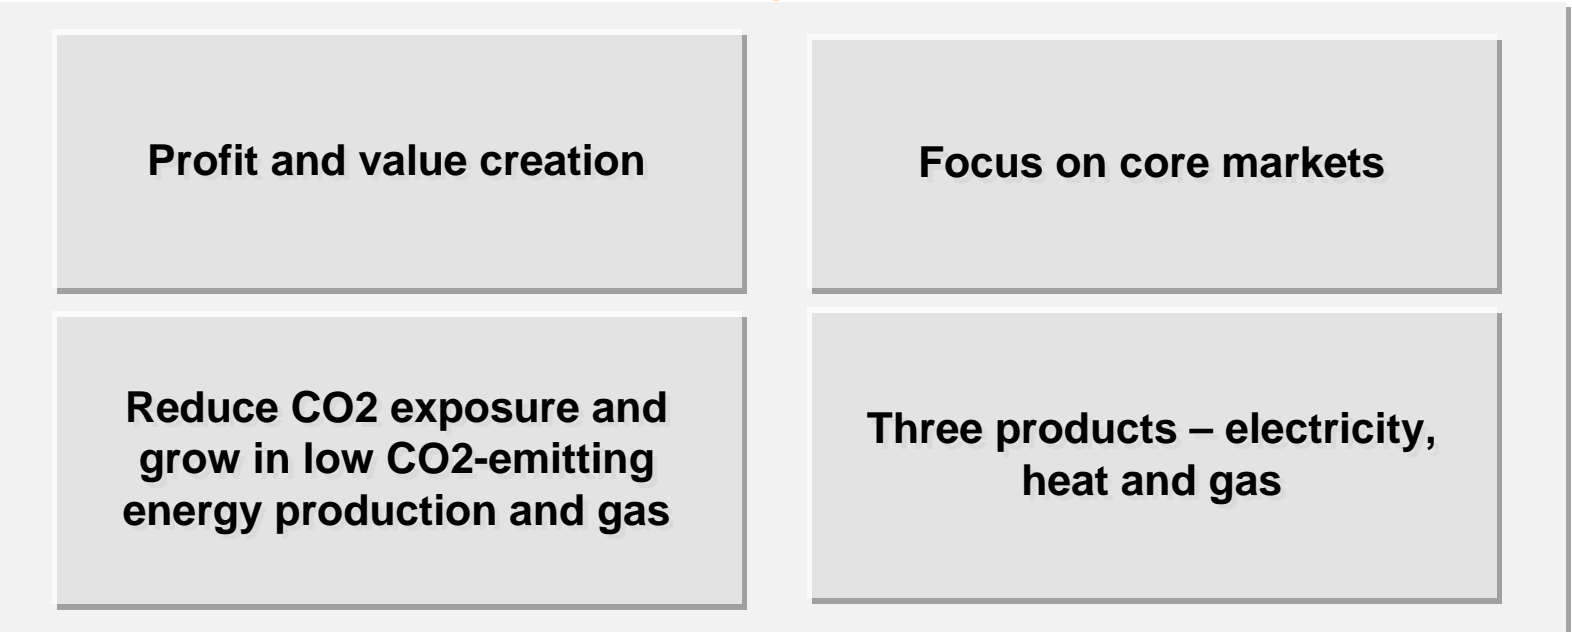 Profit and value creation
Focus on core markets
Reduce CO2 exposure and
grow in low CO2-emitting
energy production and gas
Three products – electricity,
heat and gas